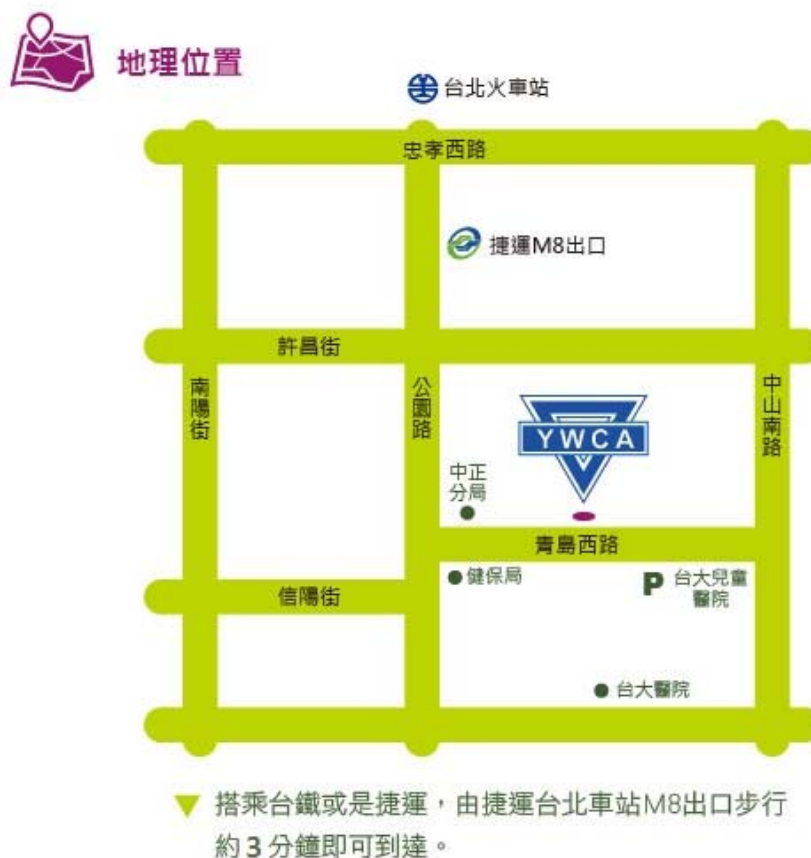 地理位置
台北火車站
忠孝西路
捷運M8出口
許昌街
南陽街
公園路
中山南路
YWCA
中正
分局
青島西路
健保局
P
台大兒童
醫院
信陽街
台大醫院
搭乘台鐵或是捷運，由捷運台北車站M8出口步行
約3分鐘即可到達。